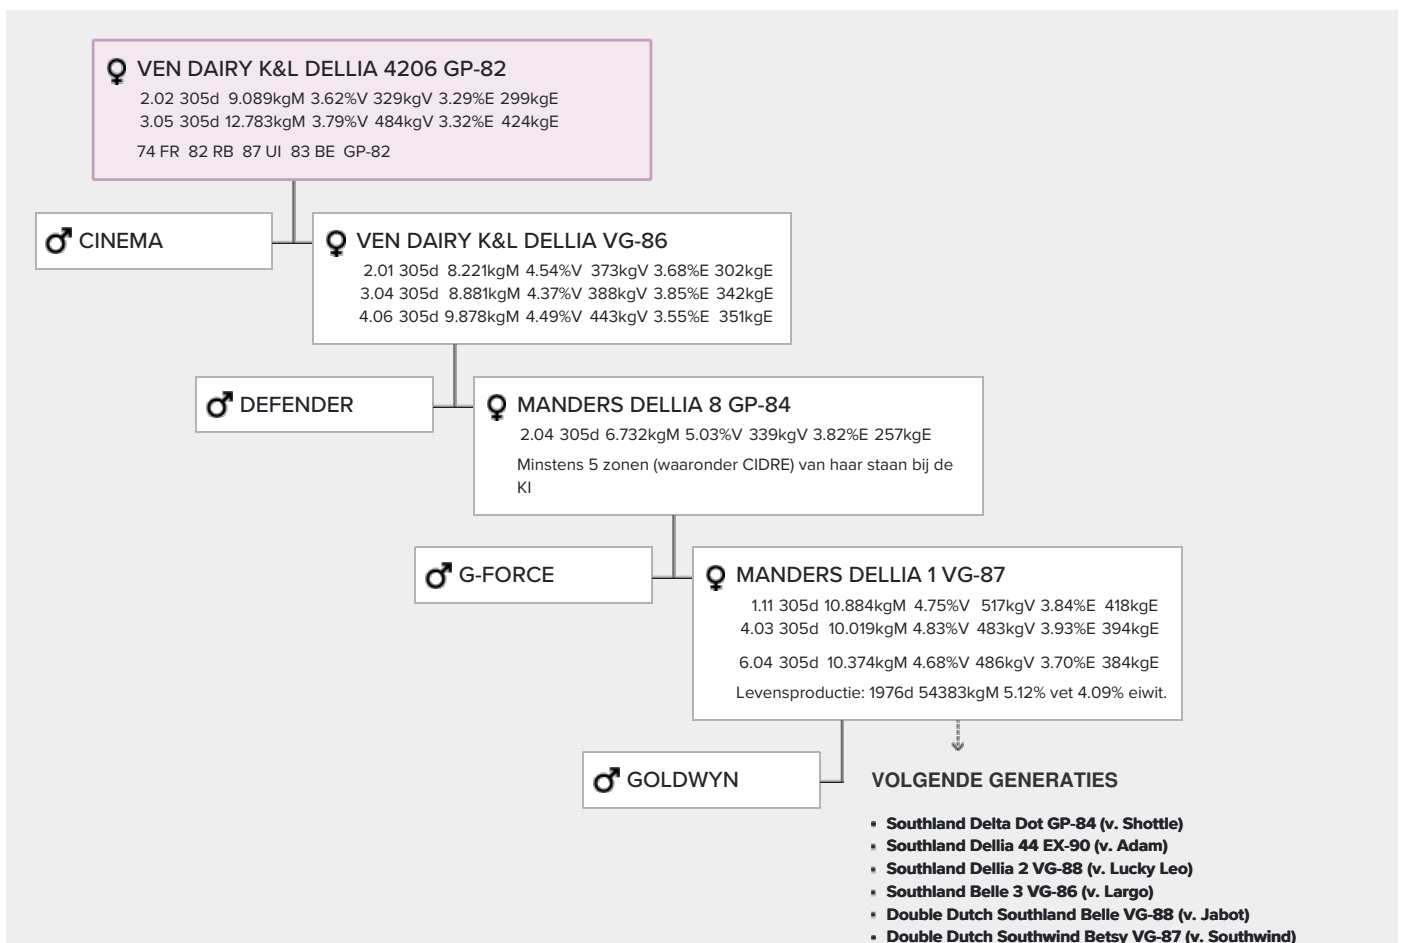 VEN DAIRY K&L DELLIA 4206 GP-82
2.02 305d 9.089kgM 3.62%V 329kgV 3.29%E 299kgE
3.05 305d 12.783kgM 3.79%V 484kgV 3.32%E 424kgE
74 FR 82 RB 87 UI 83 BE GP-82
CINEMA
VEN DAIRY K&L DELLIA VG-86
2.01 305d 8.221kgM 4.54%V 373kgV 3.68%E 302kgE
3.04 305d 8.881kgM 4.37%V 388kgV 3.85%E 342kgE
4.06 305d 9.878kgM 4.49%V 443kgV 3.55%E 351kgE
DEFENDER
MANDERS DELLIA 8 GP-84
2.04 305d 6.732kgM 5.03%V 339kgV 3.82%E 257kgE
Minstens 5 zonen (waaronder CIDRE) van haar staan bij de
KI
G-FORCE
MANDERS DELLIA 1 VG-87
1.11 305d 10.884kgM 4.75%V 517kgV 3.84%E 418kgE
4.03 305d 10.019kgM 4.83%V 483kgV 3.93%E 394kgE
6.04 305d 10.374kgM 4.68%V 486kgV 3.70%E 384kgE
Levensproductie: 1976d 54383kgM 5.12% vet 4.09% eiwit.
GOLDWYN
VOLGENDE GENERATIES
▪ Southland Delta Dot GP-84 (v. Shottle)
▪ Southland Dellia 44 EX-90 (v. Adam)
▪ Southland Dellia 2 VG-88 (v. Lucky Leo)
▪ Southland Belle 3 VG-86 (v. Largo)
▪ Double Dutch Southland Belle VG-88 (v. Jabot)
▪ Double Dutch Southwind Betsy VG-87 (v. Southwind)